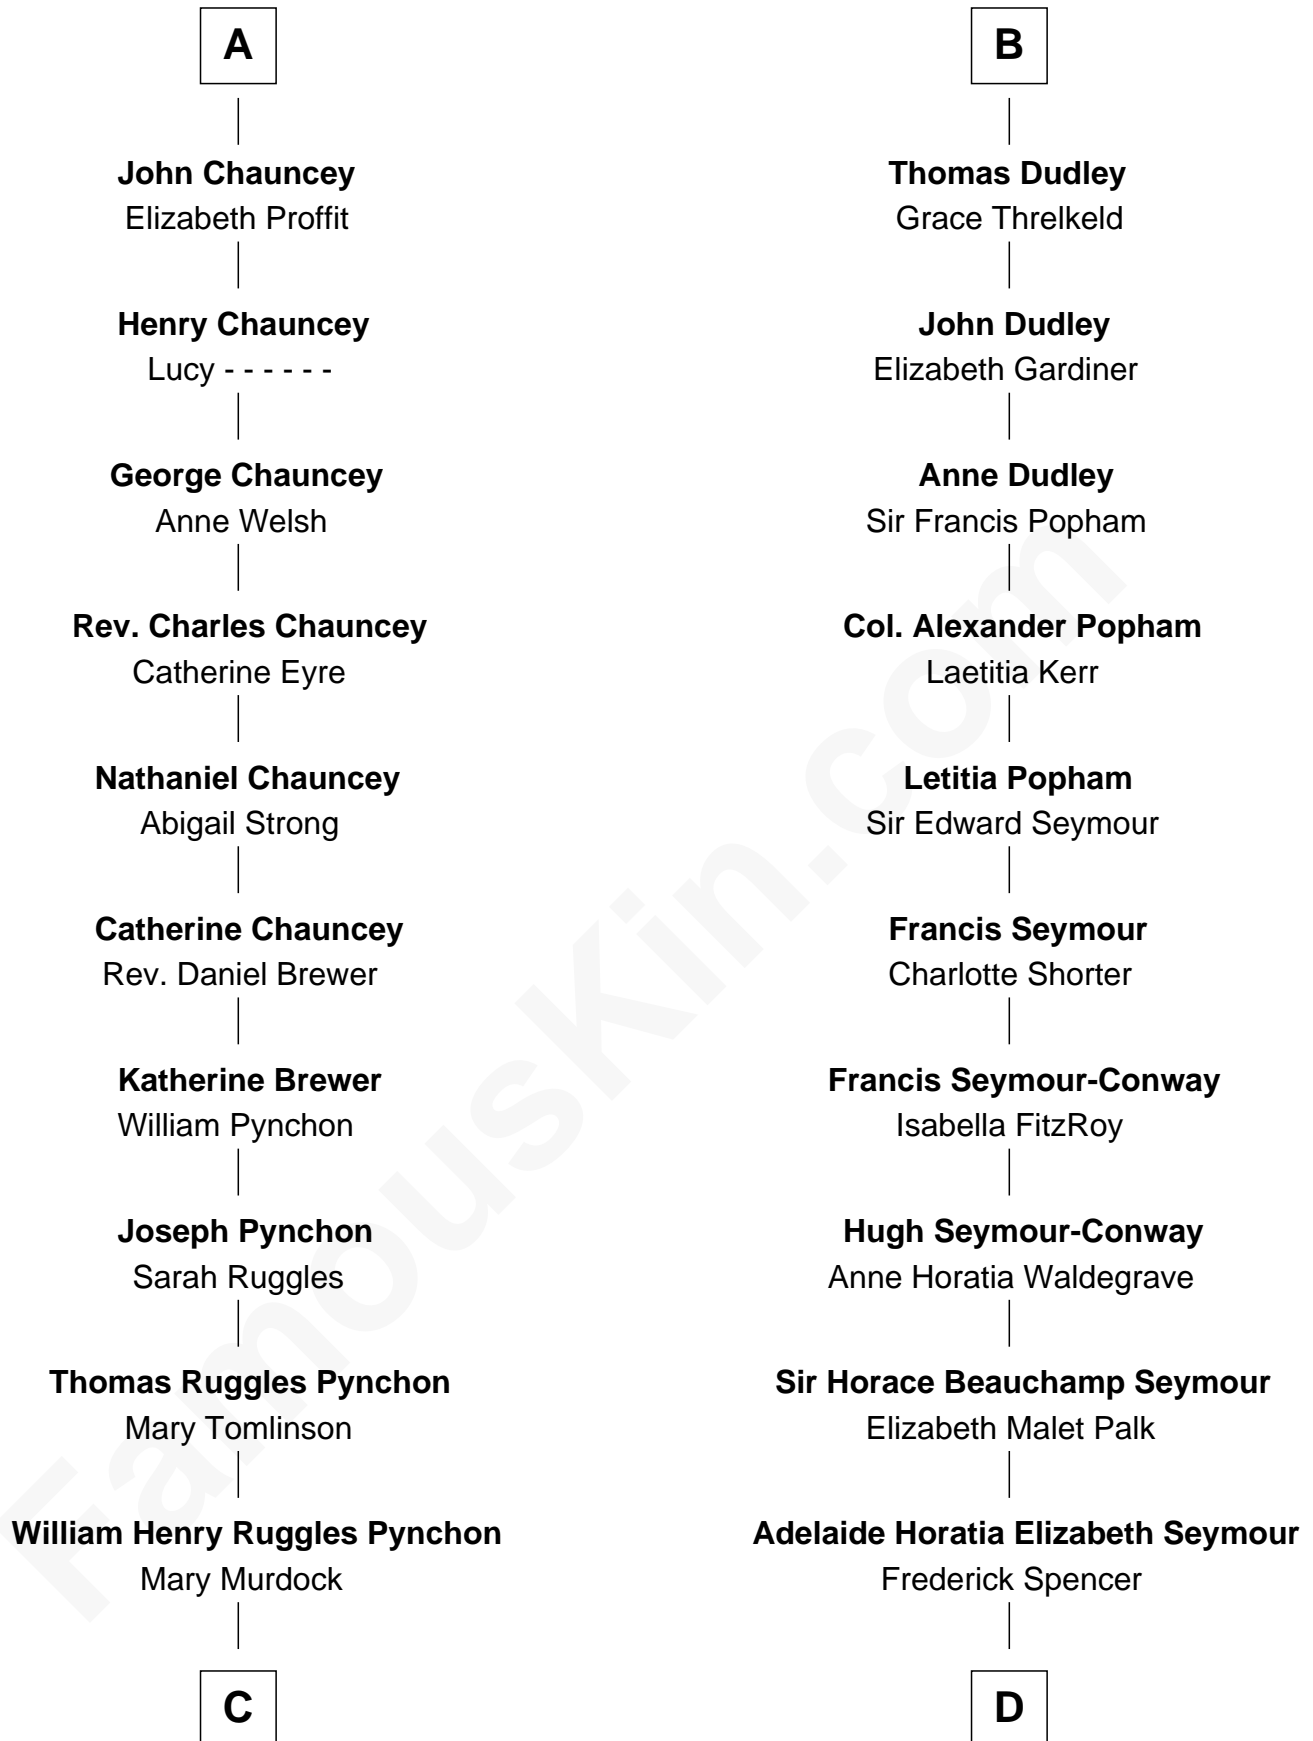 A
John Chauncey
Elizabeth Proffit
Henry Chauncey
Lucy - - - - - -
George Chauncey
Anne Welsh
Rev. Charles Chauncey
Catherine Eyre
Nathaniel Chauncey
Abigail Strong
Catherine Chauncey
Rev. Daniel Brewer
Katherine Brewer
William Pynchon
Joseph Pynchon
Sarah Ruggles
Thomas Ruggles Pynchon
Mary Tomlinson
William Henry Ruggles Pynchon
Mary Murdock
C
B
Thomas Dudley
Grace Threlkeld
John Dudley
Elizabeth Gardiner
Anne Dudley
Sir Francis Popham
Col. Alexander Popham
Laetitia Kerr
Letitia Popham
Sir Edward Seymour
Francis Seymour
Charlotte Shorter
Francis Seymour-Conway
Isabella FitzRoy
Hugh Seymour-Conway
Anne Horatia Waldegrave
Sir Horace Beauchamp Seymour
Elizabeth Malet Palk
Adelaide Horatia Elizabeth Seymour
Frederick Spencer
D
FamousKin.com